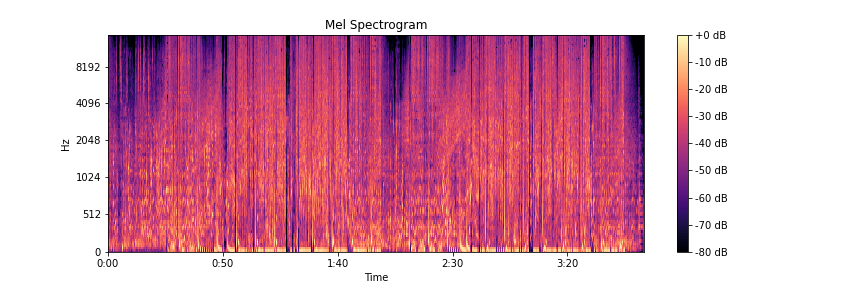 Mel Spectrogram
+0 dB
-10 dB
-20 dB
-30 dB
-40 dB
-50 dB
-60 dB
-70 dB
-80 dB
Hz
8192
4096
2048
1024
512
0
0:00
0:50
1:40
2:30
3:20
Time